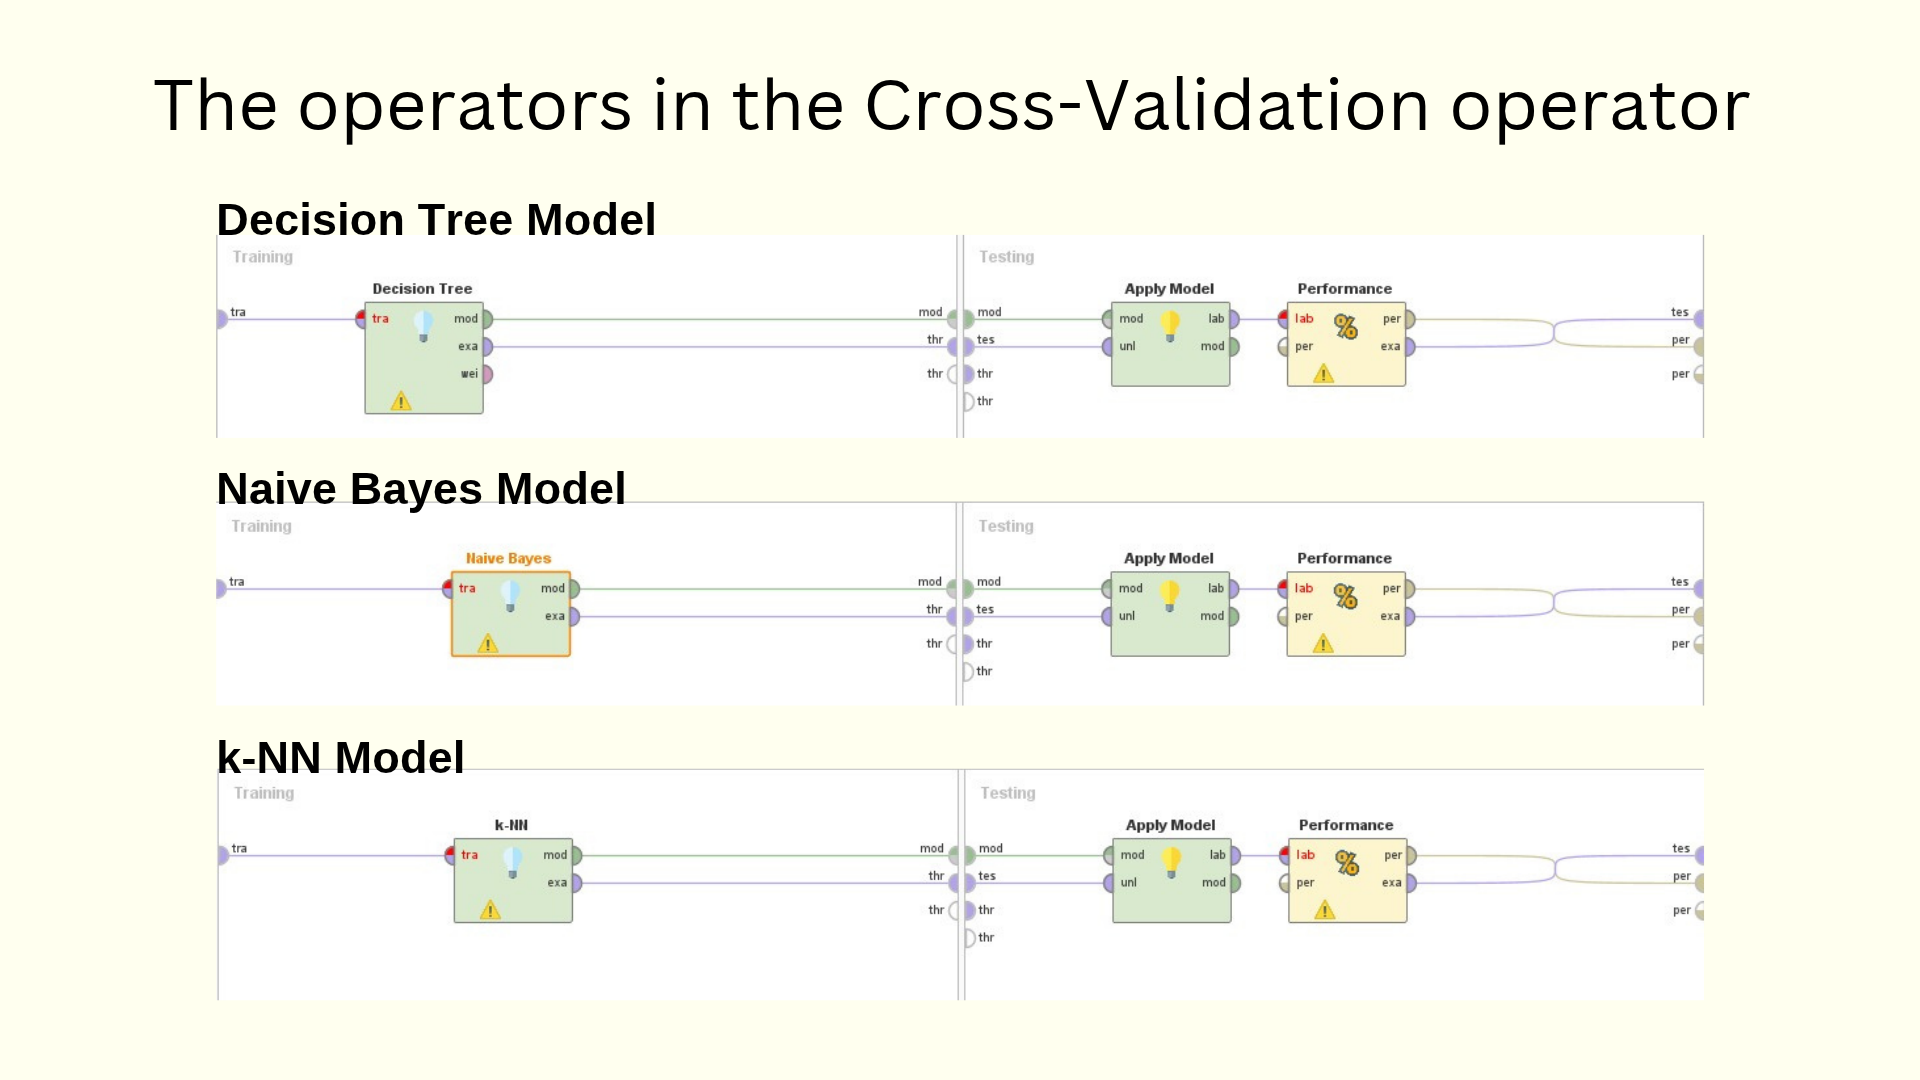 The operators in the Cross-Validation operator
Decision Tree Model
Training
Testing
Decision Tree
Apply Model
Performance
tra
tra
mod
mod
mod
mod
lab
lab
per
tes
exa
thr
tes
unl
mod
per
exa
per
wei
thr
thr
per
thr
Naive Bayes Model
Training
Testing
Naive Bayes
Apply Model
Performance
tra
tra
mod
mod
mod
mod
lab
lab
per
tes
exa
thr
tes
unl
mod
per
exa
per
thr
thr
per
thr
k-NN Model
Training
Testing
k-NN
Apply Model
Performance
tra
tra
mod
mod
mod
mod
lab
lab
per
tes
exa
thr
tes
unl
mod
per
exa
per
thr
thr
per
thr